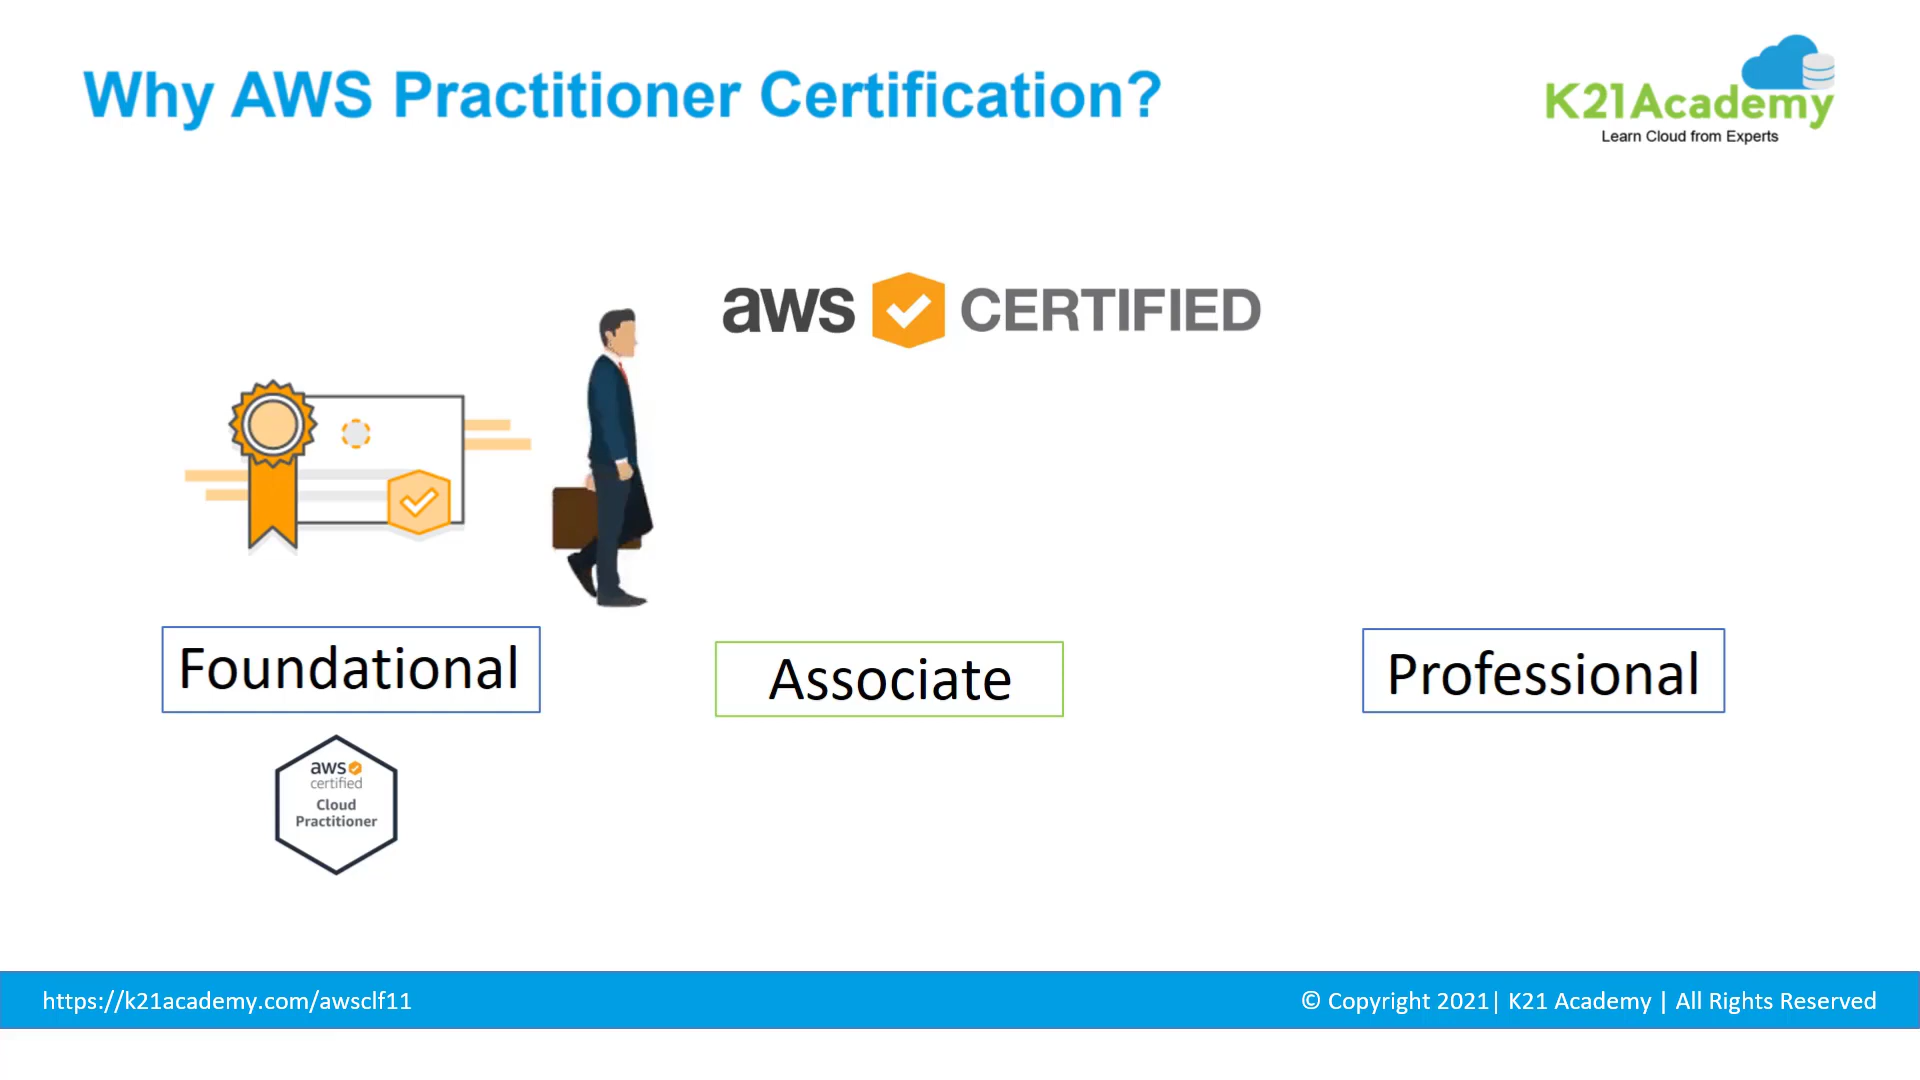 Why AWS Practitioner Certification?
K21Academy
Learn Cloud from Experts
aws CERTIFIED
Foundational
Associate
Professional
aws
certified
Cloud
Practitioner
https://k21academy.com/awsclf11
© Copyright 2021| K21 Academy | All Rights Reserved